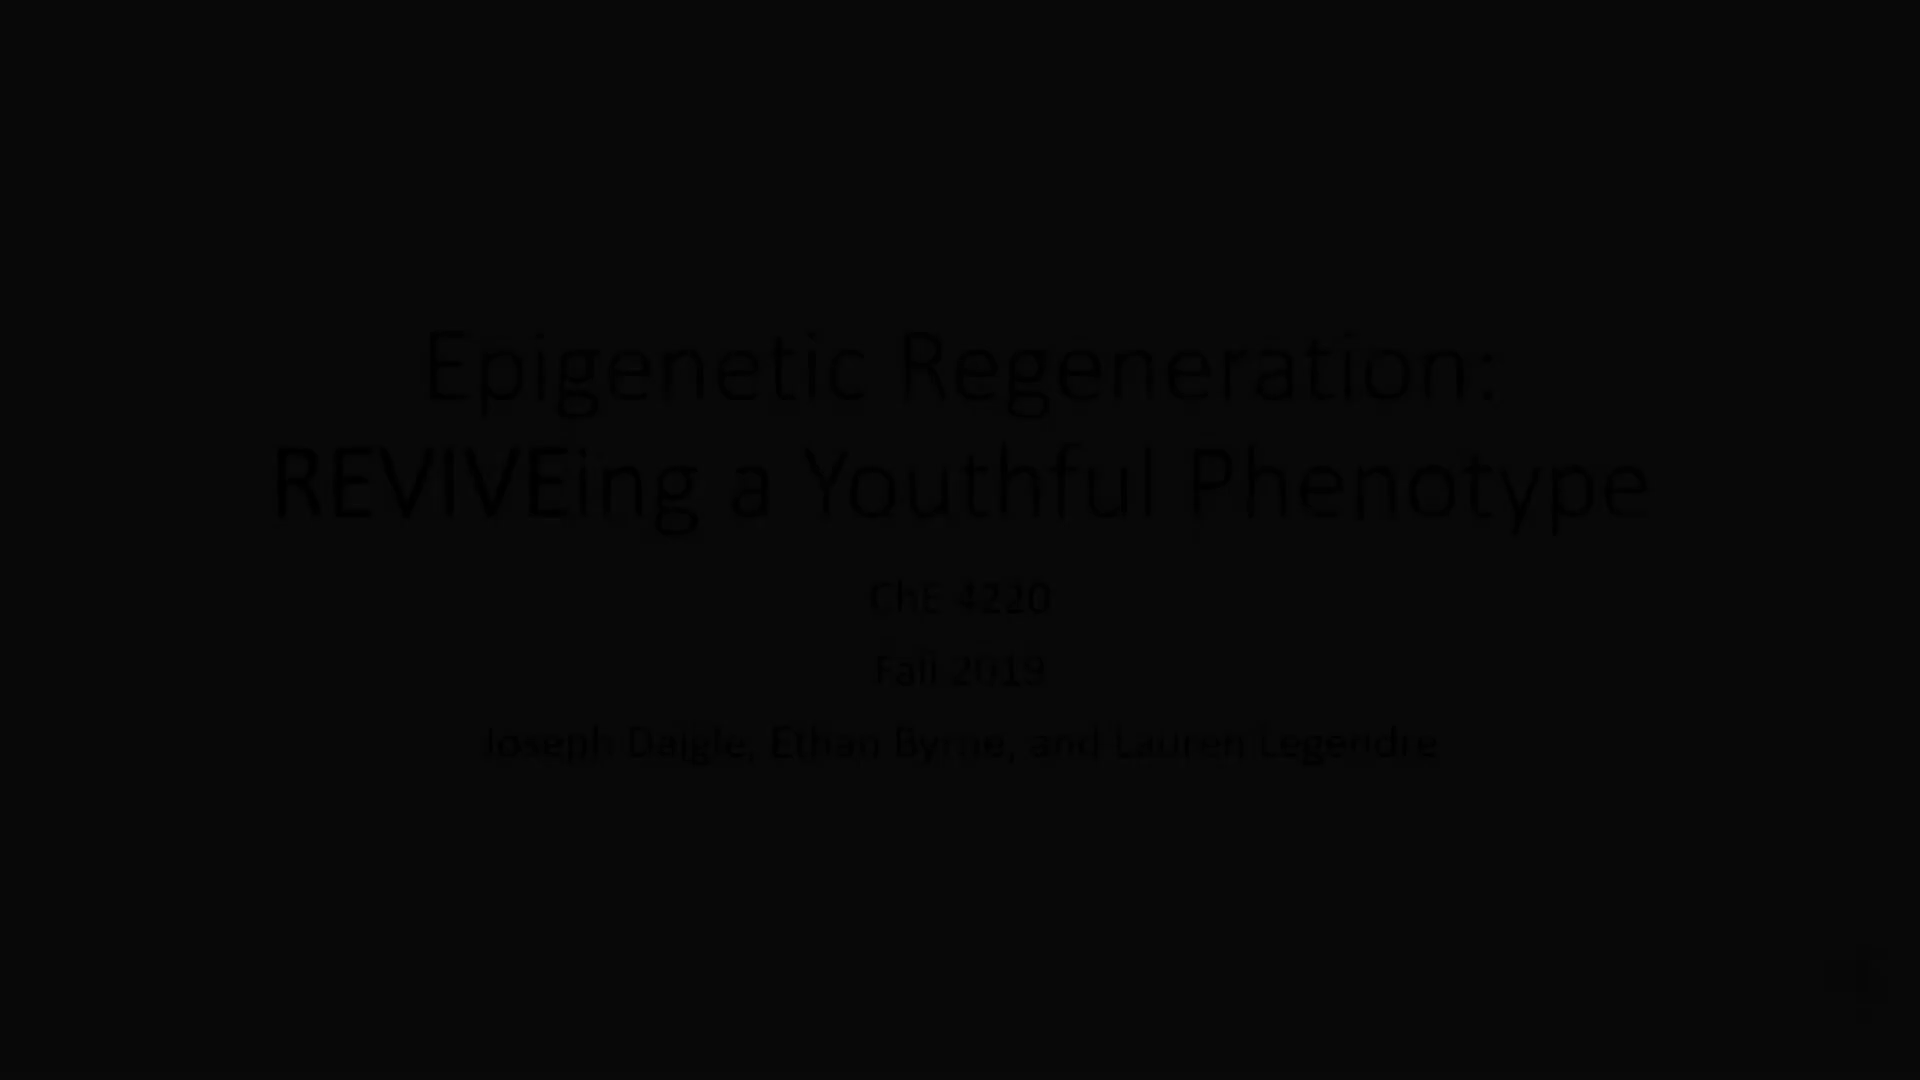 Epigenetic Regeneration:
REVIVEing a Youthful Phenotype
ChE 4220
Fall 2019
Joseph Daigle, Ethan Byrne, and Lauren Legendre